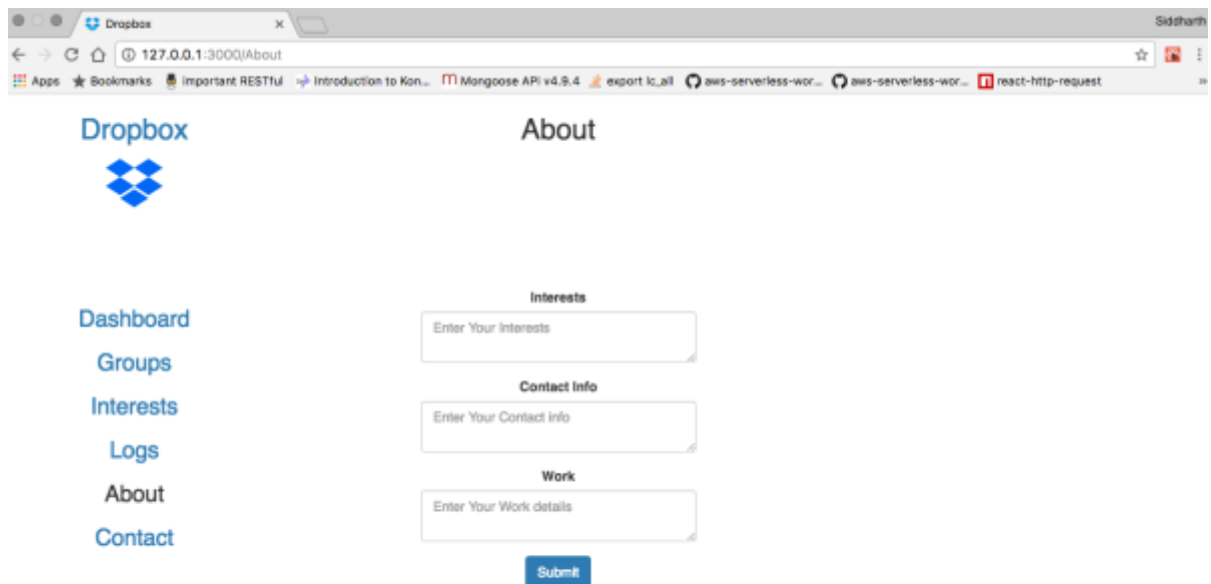 Dropbox
Siddharth
127.0.0.1:3000/About
Apps Bookmarks Important RESTful Introduction to Kon... Mongoose API v4.9.4 export lc_all aws-serverless-wor... aws-serverless-wor... react-http-request
Dropbox
About
Dashboard
Groups
Interests
Logs
About
Contact
Interests
Enter Your Interests
Contact Info
Enter Your Contact info
Work
Enter Your Work details
Submit